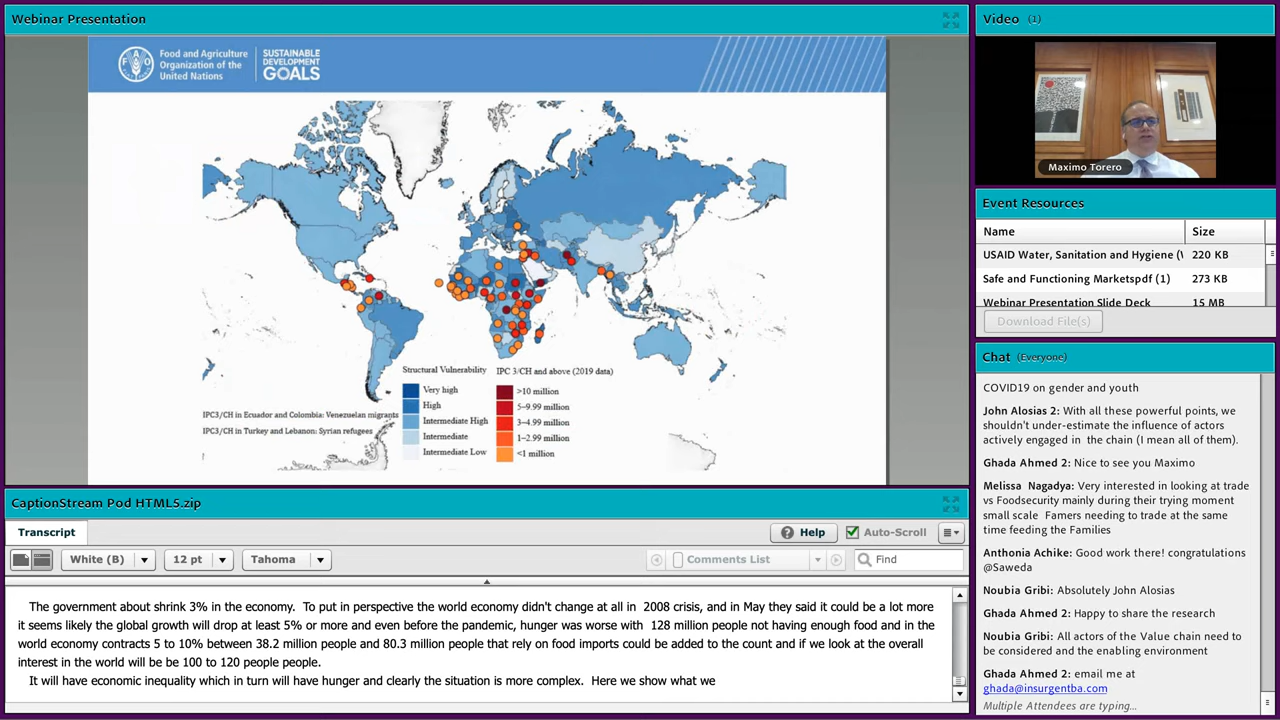 Webinar Presentation
Food and Agriculture
Organization of the
United Nations
SUSTAINABLE
DEVELOPMENT
GOALS
Structural Vulnerability
Very high
High
Intermediate High
Intermediate
Intermediate Low
IPC 3/CH and above (2019 data)
>10 million
5-9.99 million
3-4.99 million
1-2.99 million
<1 million
IPC3/CH in Ecuador and Colombia: Venezuelan migrants
IPC3/CH in Turkey and Lebanon: Syrian refugees
CaptionStream Pod HTML5.zip
Transcript
Help
Auto-Scroll
White (B)
12 pt
Tahoma
Comments List
Find
The government about shrink 3% in the economy. To put in perspective the world economy didn't change at all in 2008 crisis, and in May they said it could be a lot more
it seems likely the global growth will drop at least 5% or more and even before the pandemic, hunger was worse with 128 million people not having enough food and in the
world economy contracts 5 to 10% between 38.2 million people and 80.3 million people that rely on food imports could be added to the count and if we look at the overall
interest in the world will be be 100 to 120 people people.
It will have economic inequality which in turn will have hunger and clearly the situation is more complex. Here we show what we
Video (1)
Maximo Torero
Event Resources
Name Size
USAID Water, Sanitation and Hygiene (\ 220 KB
Safe and Functioning Marketspdf (1) 273 KB
Webinar Presentation Slide Deck 15 MB
Download File(s)
Chat (Everyone)
COVID19 on gender and youth
John Alosias 2: With all these powerful points, we
shouldn't under-estimate the influence of actors
actively engaged in the chain (I mean all of them).
Ghada Ahmed 2: Nice to see you Maximo
Melissa Nagadya: Very interested in looking at trade
vs Foodsecurity mainly during their trying moment
small scale Famers needing to trade at the same
time feeding the Families
Anthonia Achike: Good work there! congratulations
@Saweda
Noubia Gribi: Absolutely John Alosias
Ghada Ahmed 2: Happy to share the research
Noubia Gribi: All actors of the Value chain need to
be considered and the enabling environment
Ghada Ahmed 2: email me at
ghada@insurgentba.com
Multiple Attendees are typing...